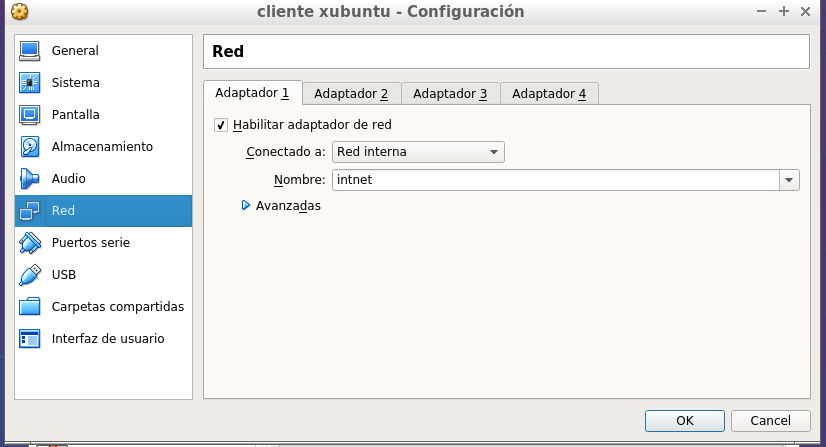 cliente xubuntu - Configuración
General
Sistema
Pantalla
Almacenamiento
Audio
Red
Puertos serie
USB
Carpetas compartidas
Interfaz de usuario
Red
Adaptador 1 Adaptador 2 Adaptador 3 Adaptador 4
Habilitar adaptador de red
Conectado a: Red interna
Nombre: intnet
Avanzadas
OK Cancel